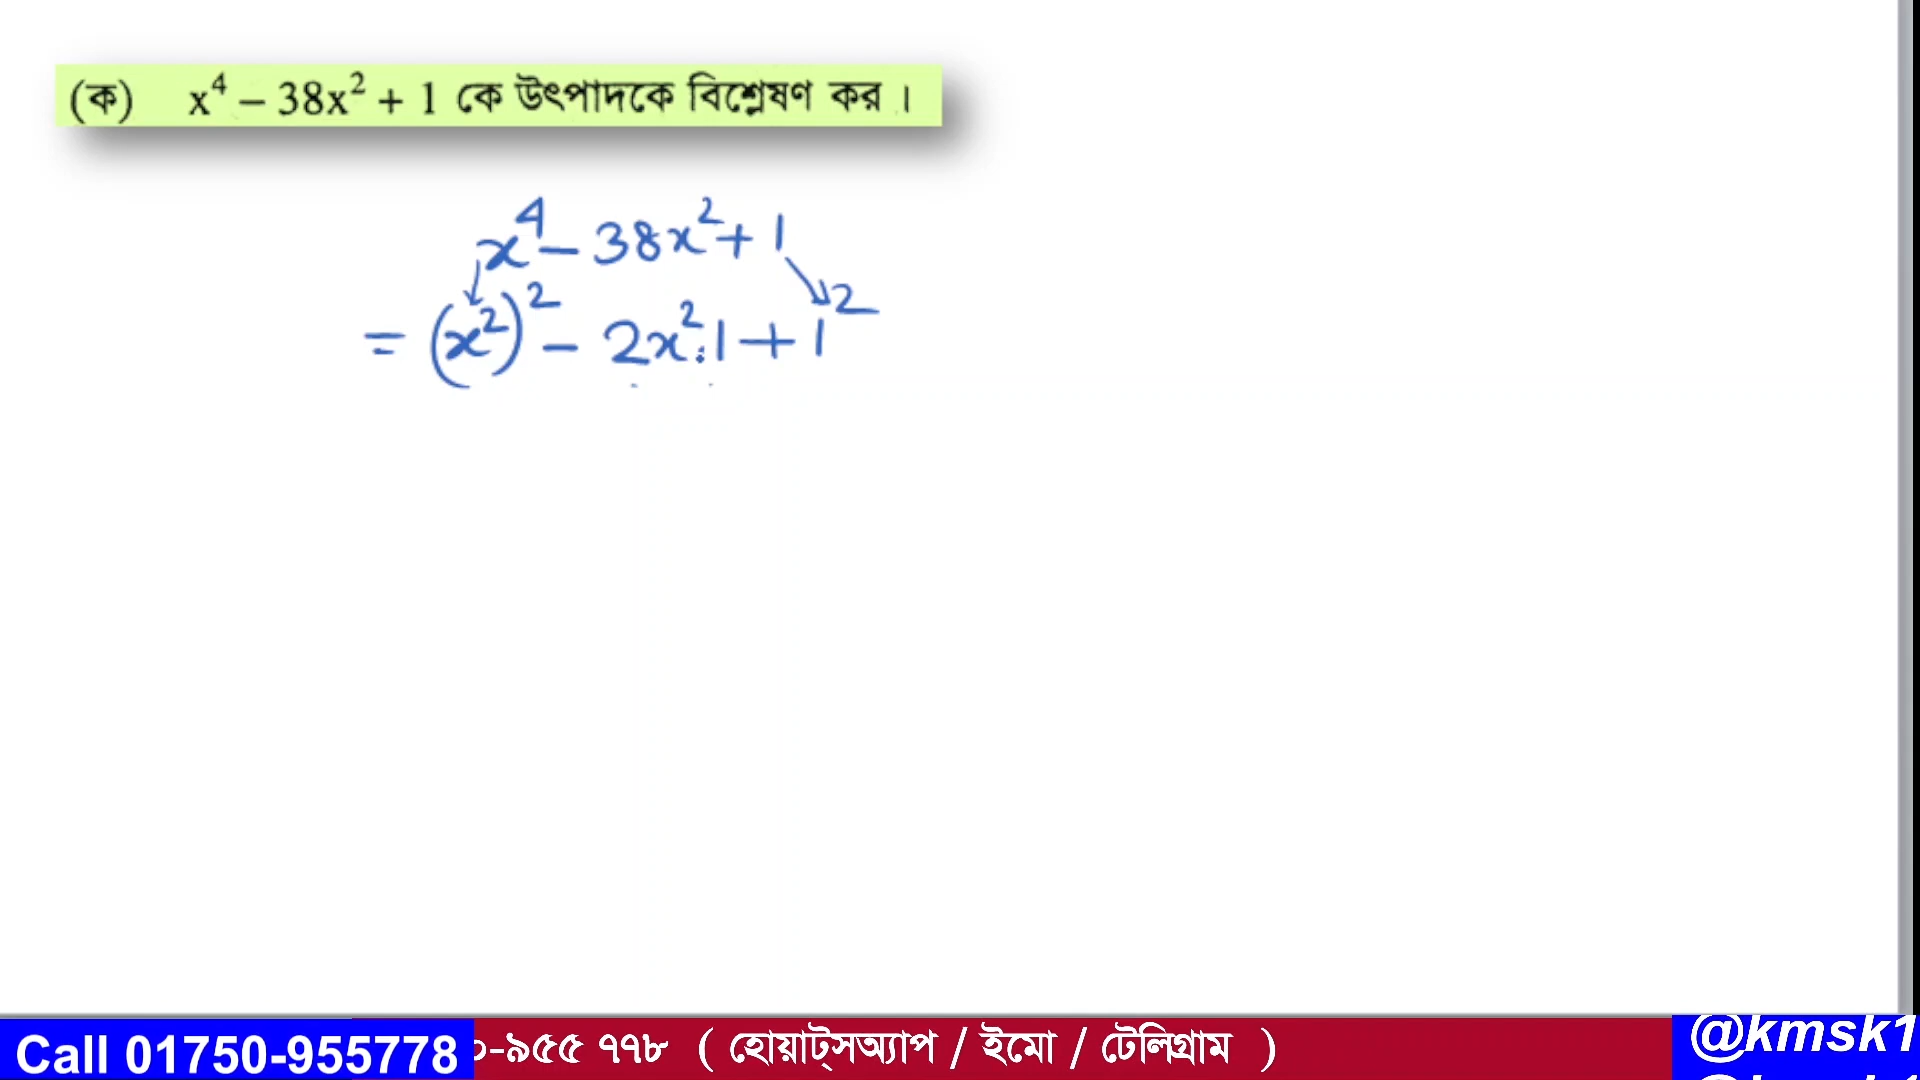 (ক) x⁴ – 38x² + 1 কে উৎপাদকে বিশ্লেষণ কর ।
x⁴ – 38x² + 1
= (x²)² – 2x².1 + 1²
Call 01750-955778 ০-৯৫৫ ৭৭৮ ( হোয়াট্সঅ্যাপ / ইমো / টেলিগ্রাম ) @kmsk1